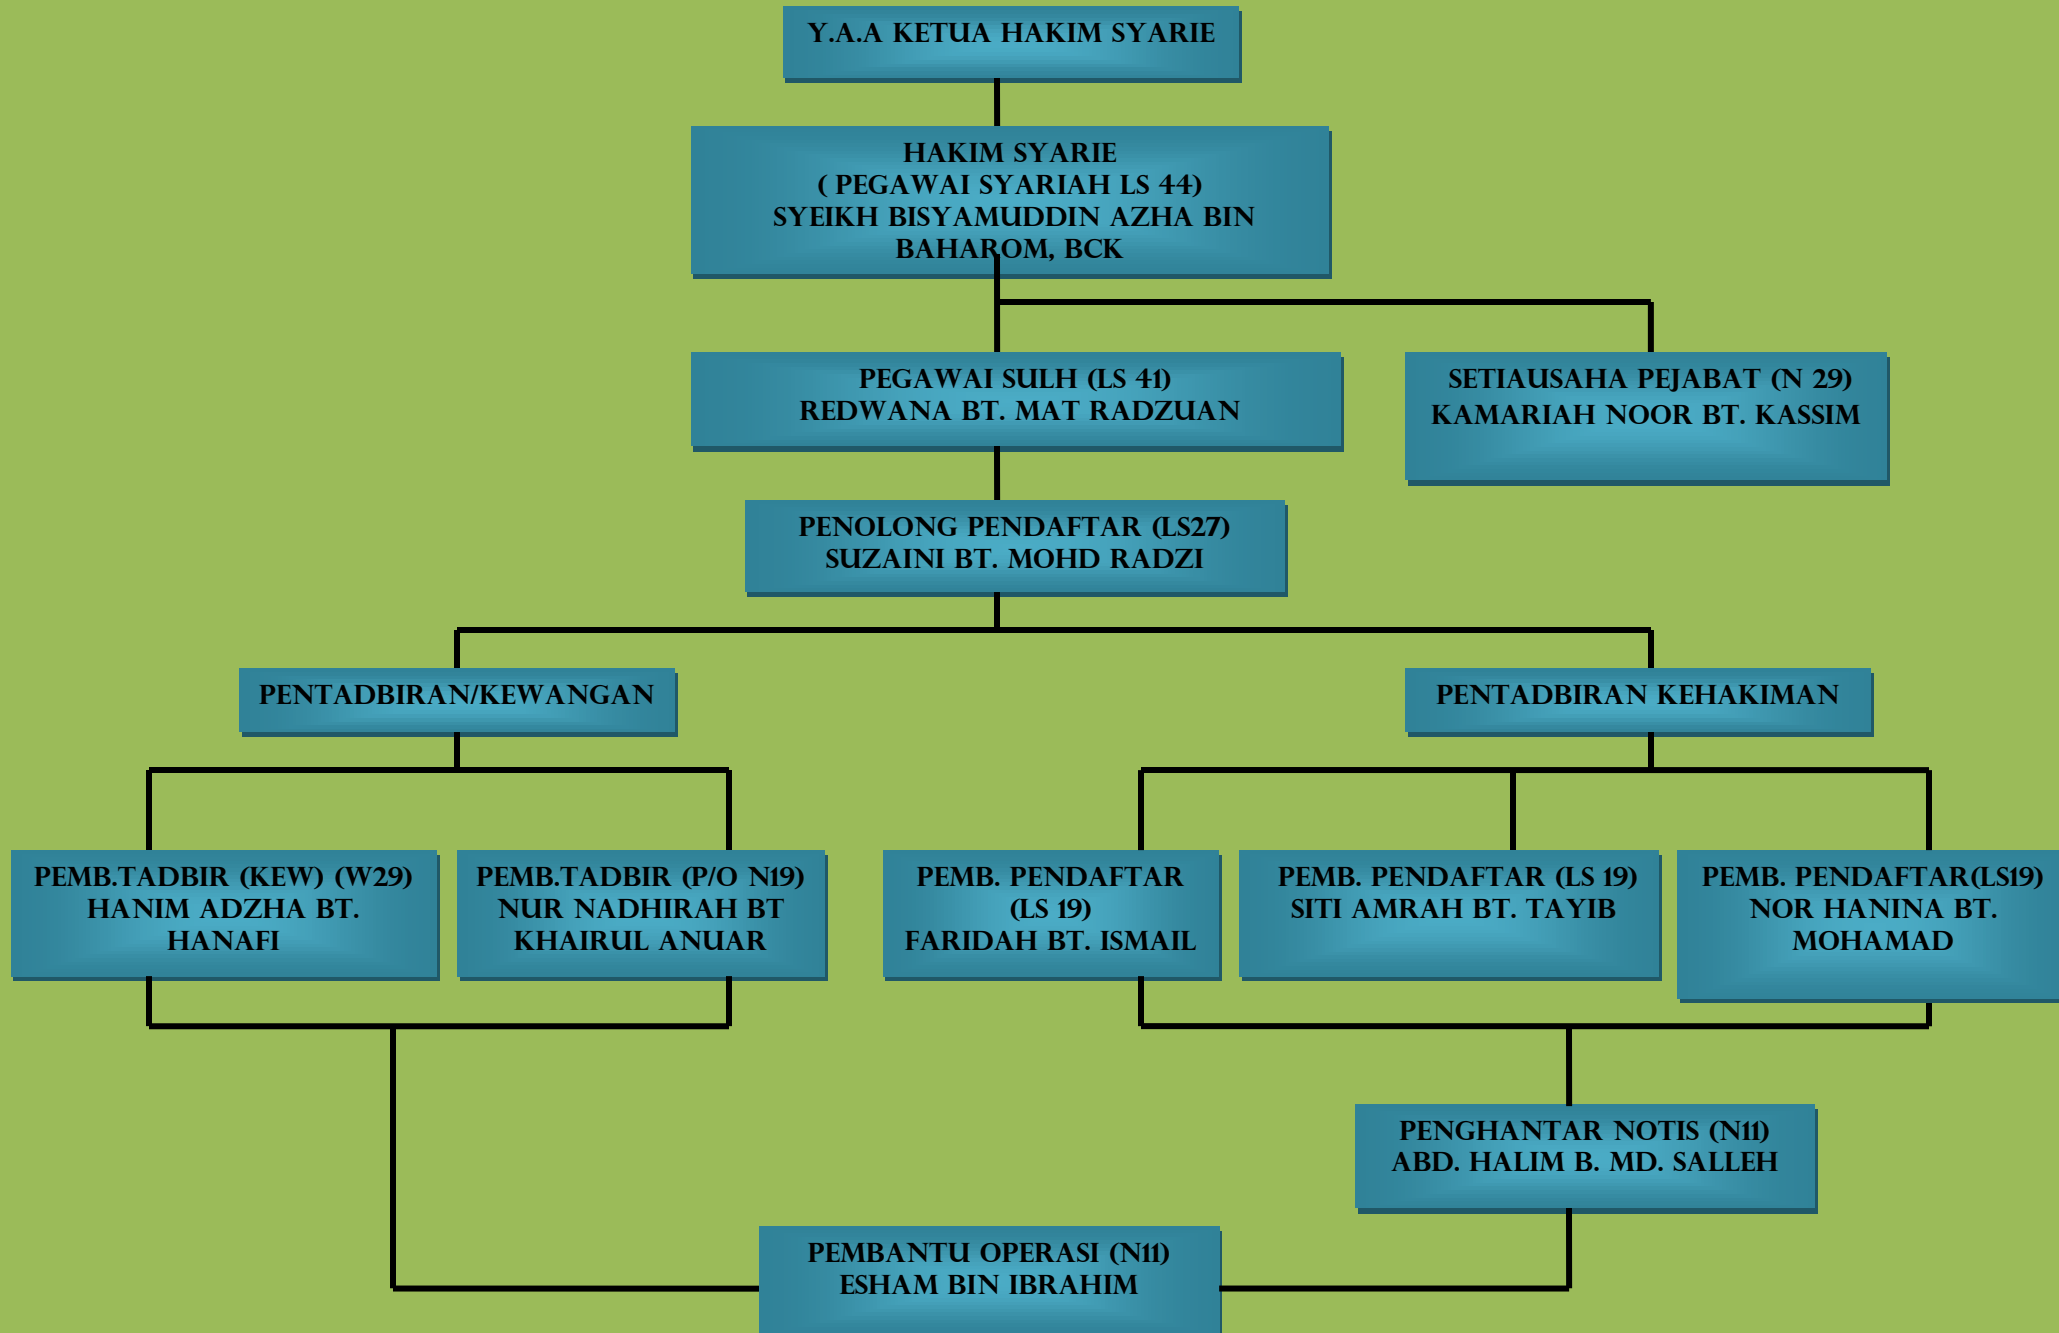 Y.A.A KETUA HAKIM SYARIE
HAKIM SYARIE
( PEGAWAI SYARIAH LS 44)
SYEIKH BISYAMUDDIN AZHA BIN
BAHAROM, BCK
PEGAWAI SULH (LS 41)
REDWANA BT. MAT RADZUAN
SETIAUSAHA PEJABAT (N 29)
KAMARIAH NOOR BT. KASSIM
PENOLONG PENDAFTAR (LS27)
SUZAINI BT. MOHD RADZI
PENTADBIRAN/KEWANGAN
PENTADBIRAN KEHAKIMAN
PEMB.TADBIR (KEW) (W29)
HANIM ADZHA BT.
HANAFI
PEMB.TADBIR (P/O N19)
NUR NADHIRAH BT
KHAIRUL ANUAR
PEMB. PENDAFTAR
(LS 19)
FARIDAH BT. ISMAIL
PEMB. PENDAFTAR (LS 19)
SITI AMRAH BT. TAYIB
PEMB. PENDAFTAR(LS19)
NOR HANINA BT.
MOHAMAD
PENGHANTAR NOTIS (N11)
ABD. HALIM B. MD. SALLEH
PEMBANTU OPERASI (N11)
ESHAM BIN IBRAHIM